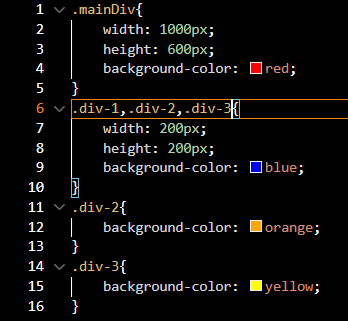 1 .mainDiv{
2 width: 1000px;
3 height: 600px;
4 background-color: red;
5 }
6 .div-1,.div-2,.div-3{
7 width: 200px;
8 height: 200px;
9 background-color: blue;
10 }
11 .div-2{
12 background-color: orange;
13 }
14 .div-3{
15 background-color: yellow;
16 }